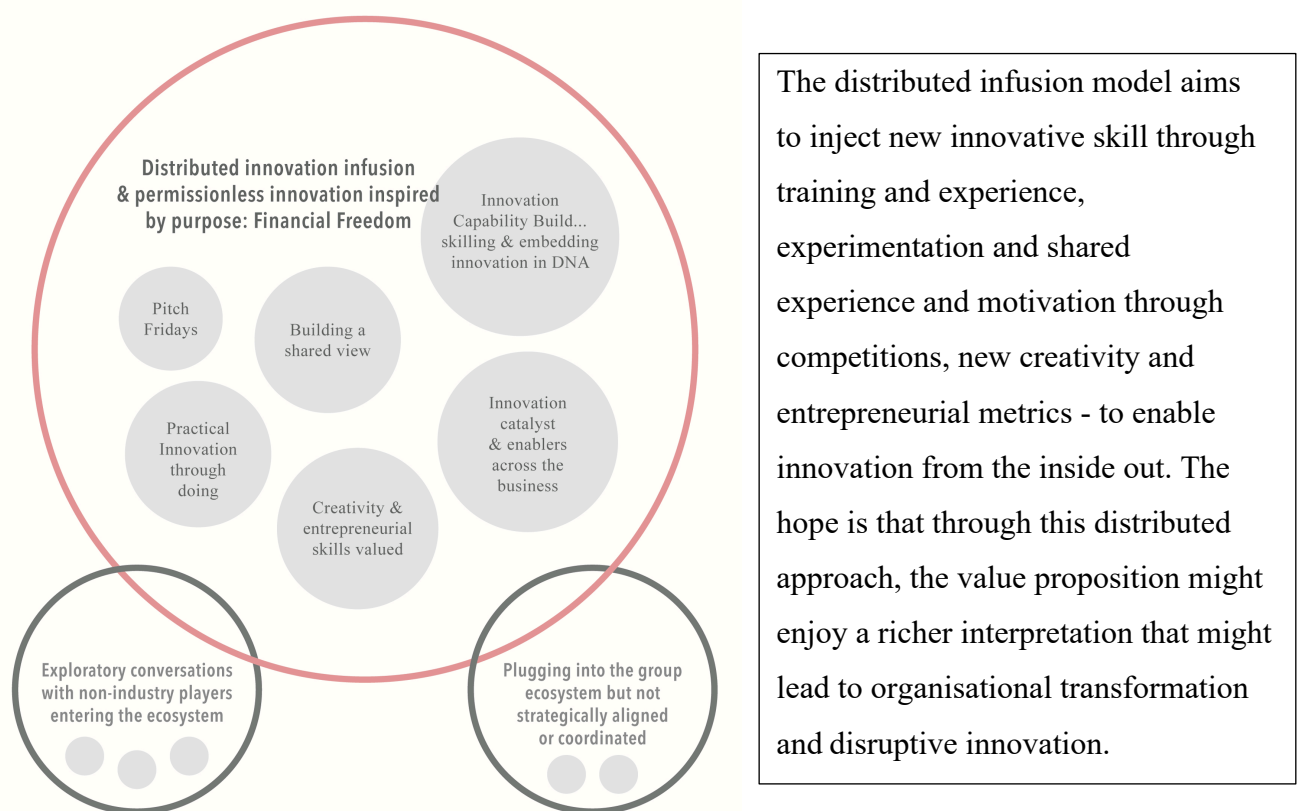 Distributed innovation infusion
& permissionless innovation inspired
by purpose: Financial Freedom
Innovation
Capability Build...
skilling & embedding
innovation in DNA
Pitch
Fridays
Building a
shared view
Practical
Innovation
through
doing
Innovation
catalyst
& enablers
across the
business
Creativity &
entrepreneurial
skills valued
Exploratory conversations
with non-industry players
entering the ecosystem
Plugging into the group
ecosystem but not
strategically aligned
or coordinated
The distributed infusion model aims
to inject new innovative skill through
training and experience,
experimentation and shared
experience and motivation through
competitions, new creativity and
entrepreneurial metrics - to enable
innovation from the inside out. The
hope is that through this distributed
approach, the value proposition might
enjoy a richer interpretation that might
lead to organisational transformation
and disruptive innovation.